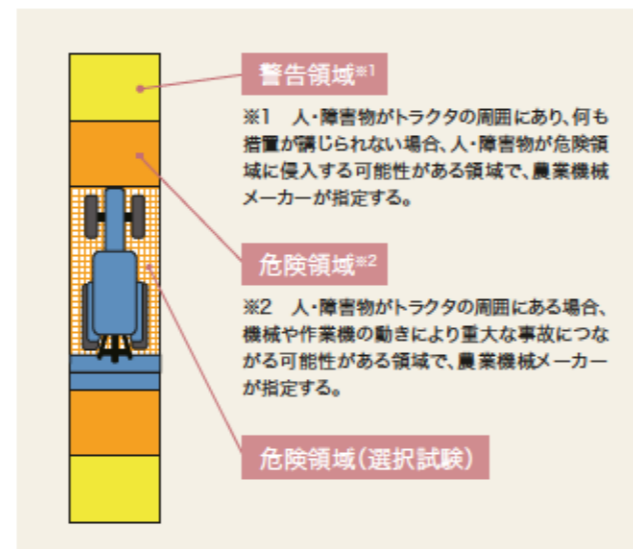 警告領域※1
※1 人・障害物がトラクタの周囲にあり、何も
措置が講じられない場合、人・障害物が危険領
域に侵入する可能性がある領域で、農業機械
メーカーが指定する。
危険領域※2
※2 人・障害物がトラクタの周囲にある場合、
機械や作業機の動きにより重大な事故につな
がる可能性がある領域で、農業機械メーカー
が指定する。
危険領域(選択試験)